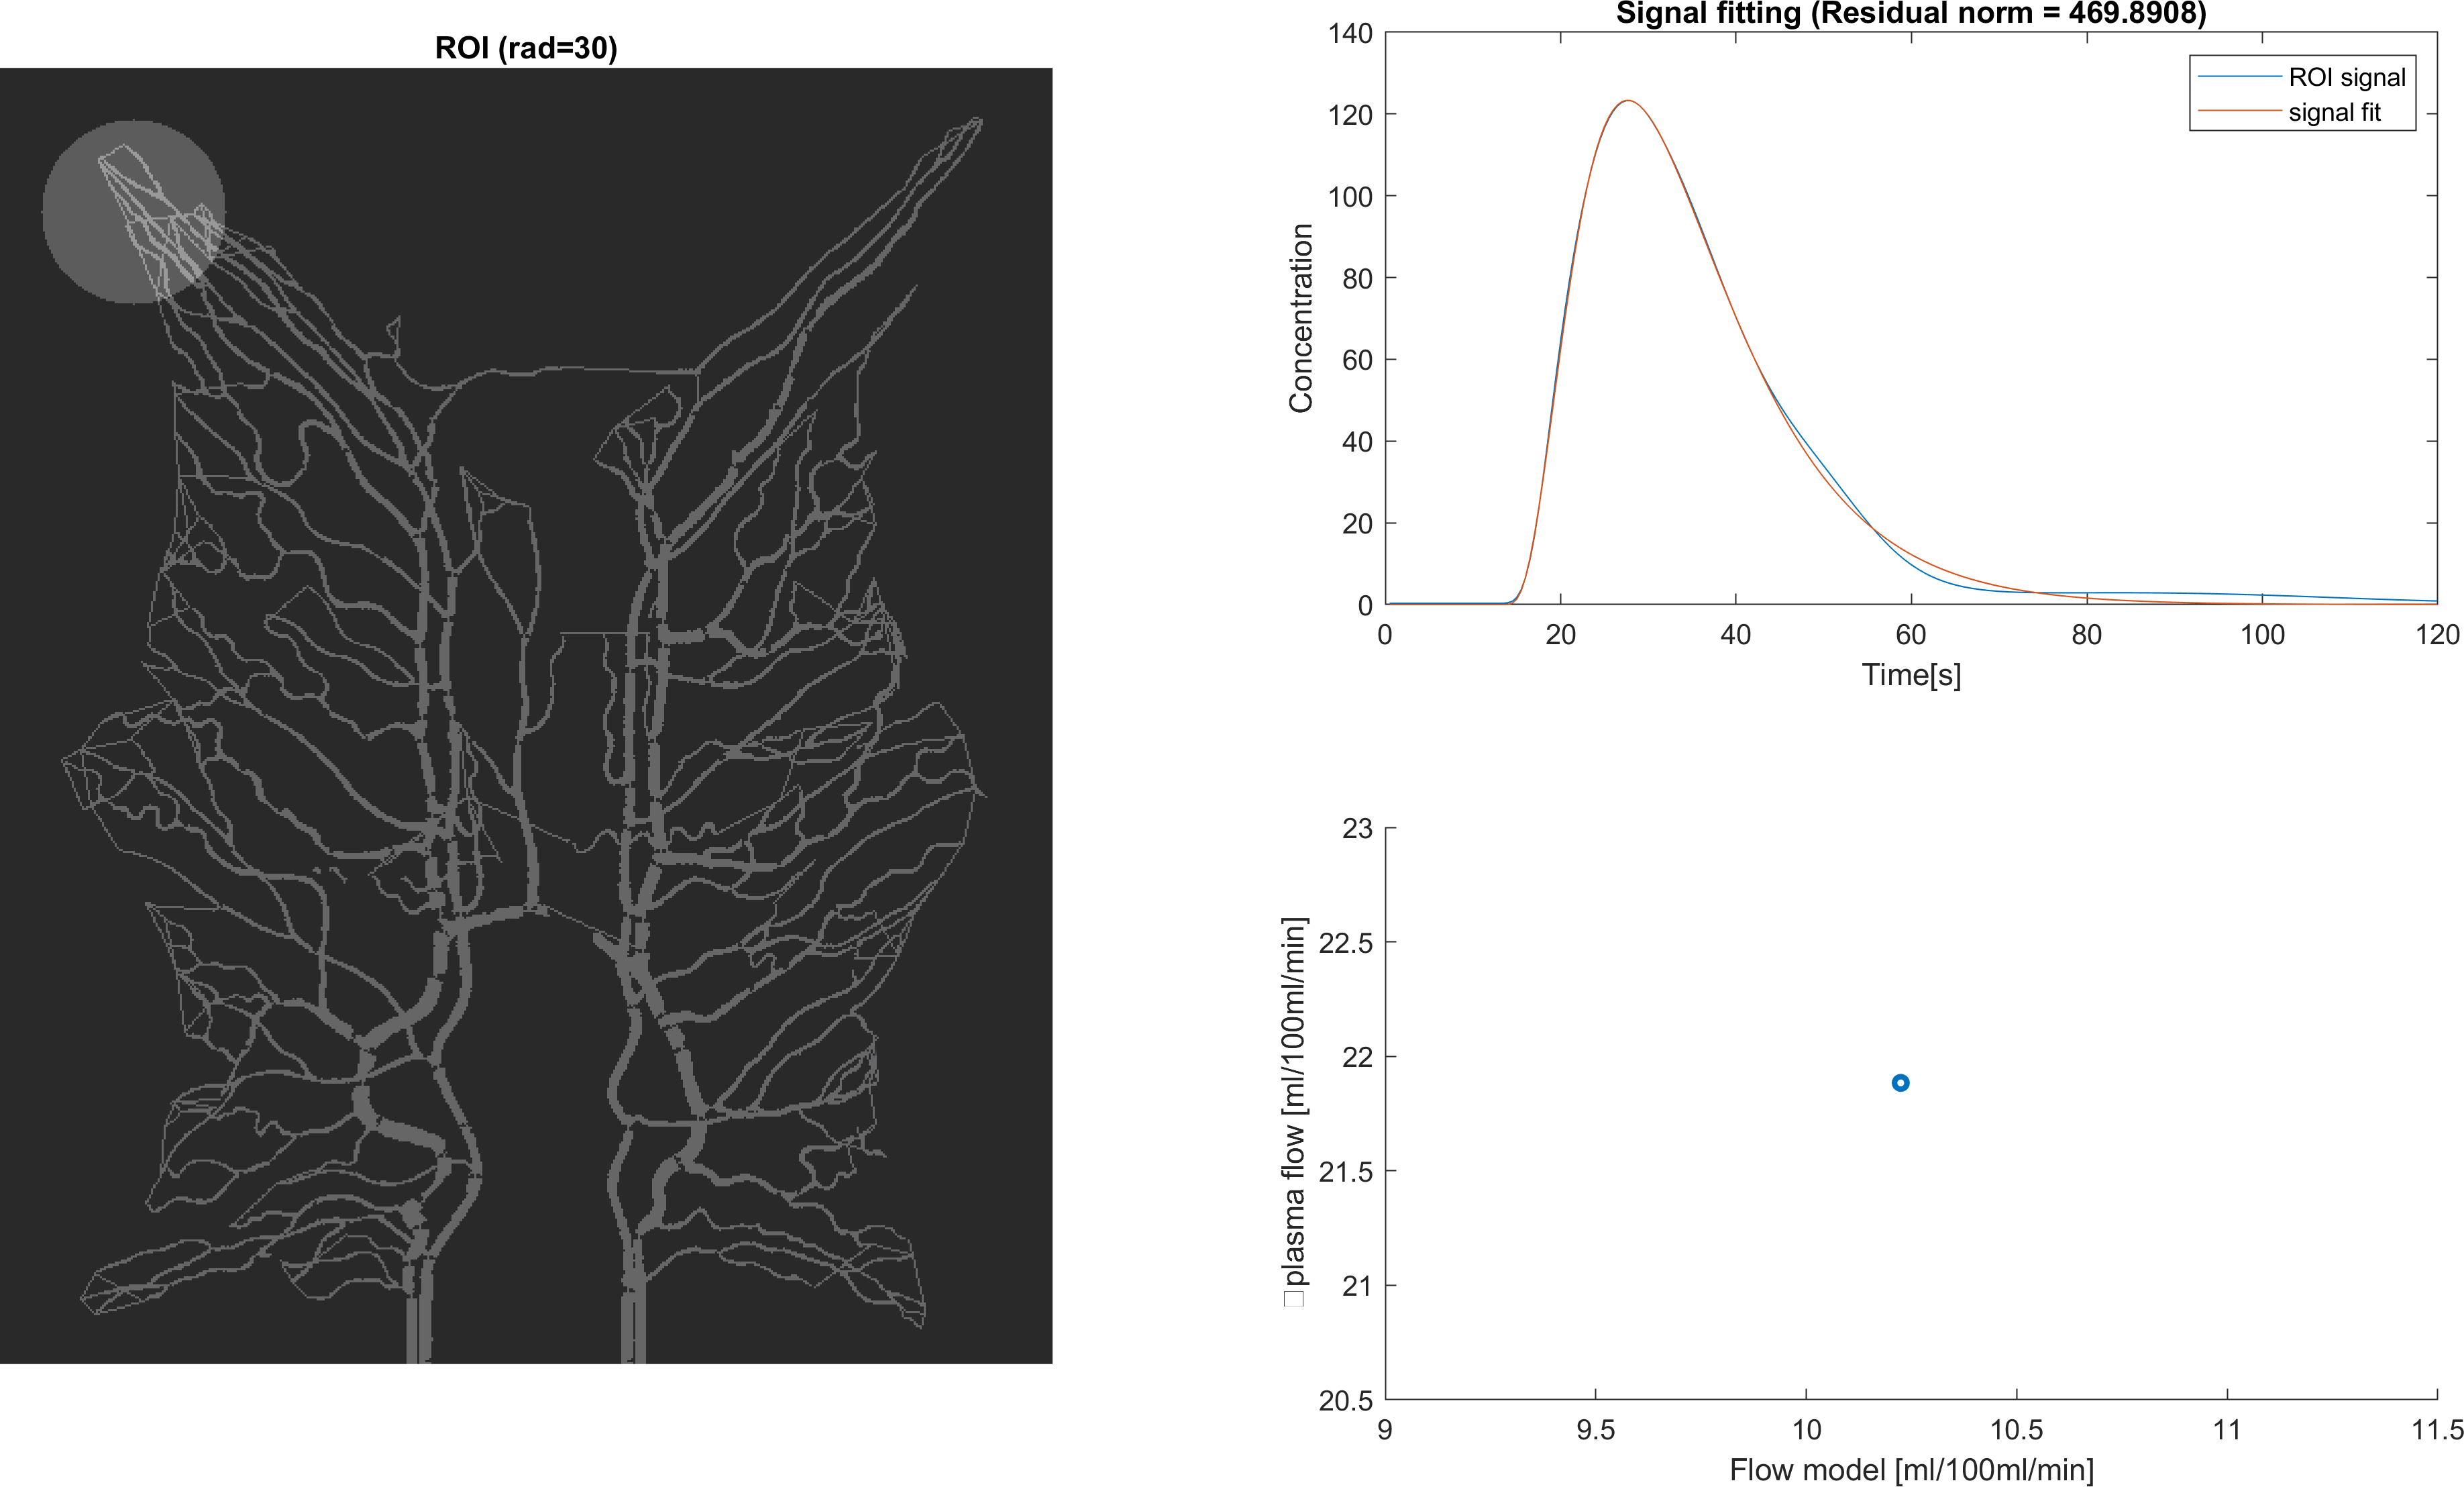 ROI (rad=30)
Signal fitting (Residual norm = 469.8908)
140
120
100
80
60
40
20
0
Concentration
ROI signal
signal fit
0 20 40 60 80 100 120
Time[s]
23
22.5
22
21.5
21
20.5
□ plasma flow [ml/100ml/min]
9 9.5 10 10.5 11 11.5
Flow model [ml/100ml/min]